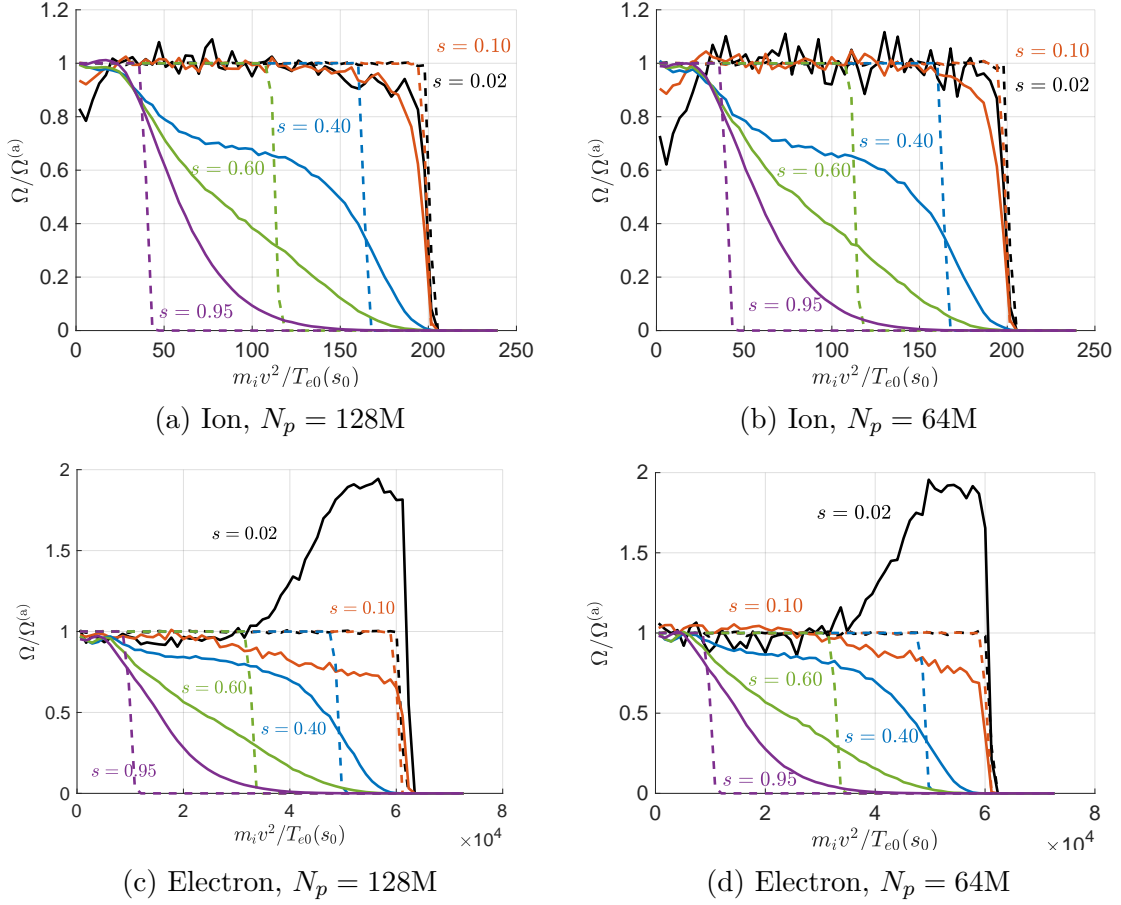 1.2
1
0.8
0.6
0.4
0.2
0
Ω/Ω^(a)
s = 0.10
s = 0.02
s = 0.40
s = 0.60
s = 0.95
0 50 100 150 200 250
m_i v^2/T_e0(s_0)
(a) Ion, N_p = 128M
1.2
1
0.8
0.6
0.4
0.2
0
Ω/Ω^(a)
s = 0.10
s = 0.02
s = 0.40
s = 0.60
s = 0.95
0 50 100 150 200 250
m_i v^2/T_e0(s_0)
(b) Ion, N_p = 64M
2
1.5
1
0.5
0
Ω/Ω^(a)
s = 0.02
s = 0.10
s = 0.60
s = 0.40
s = 0.95
0 2 4 6 8
×10^4
m_i v^2/T_e0(s_0)
(c) Electron, N_p = 128M
2
1.5
1
0.5
0
Ω/Ω^(a)
s = 0.02
s = 0.10
s = 0.60
s = 0.40
s = 0.95
0 2 4 6 8
×10^4
m_i v^2/T_e0(s_0)
(d) Electron, N_p = 64M